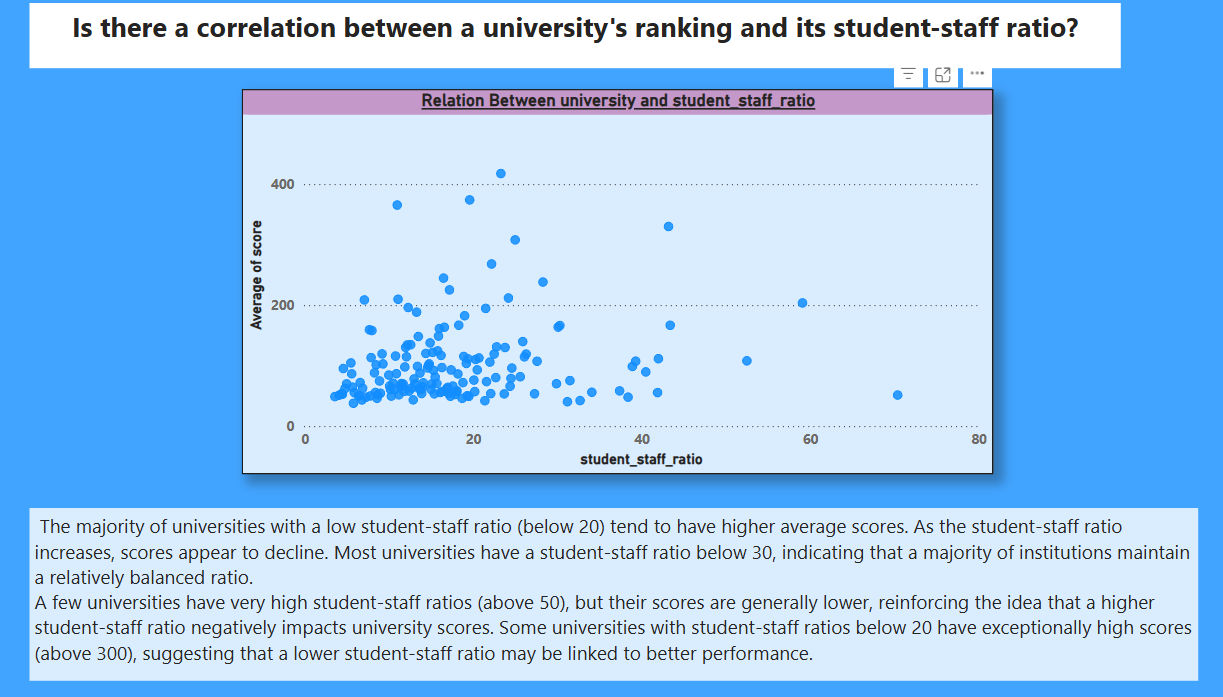 Is there a correlation between a university's ranking and its student-staff ratio?
Relation Between university and student_staff_ratio
400
200
0
Average of score
0 20 40 60 80
student_staff_ratio
The majority of universities with a low student-staff ratio (below 20) tend to have higher average scores. As the student-staff ratio
increases, scores appear to decline. Most universities have a student-staff ratio below 30, indicating that a majority of institutions maintain
a relatively balanced ratio.
A few universities have very high student-staff ratios (above 50), but their scores are generally lower, reinforcing the idea that a higher
student-staff ratio negatively impacts university scores. Some universities with student-staff ratios below 20 have exceptionally high scores
(above 300), suggesting that a lower student-staff ratio may be linked to better performance.